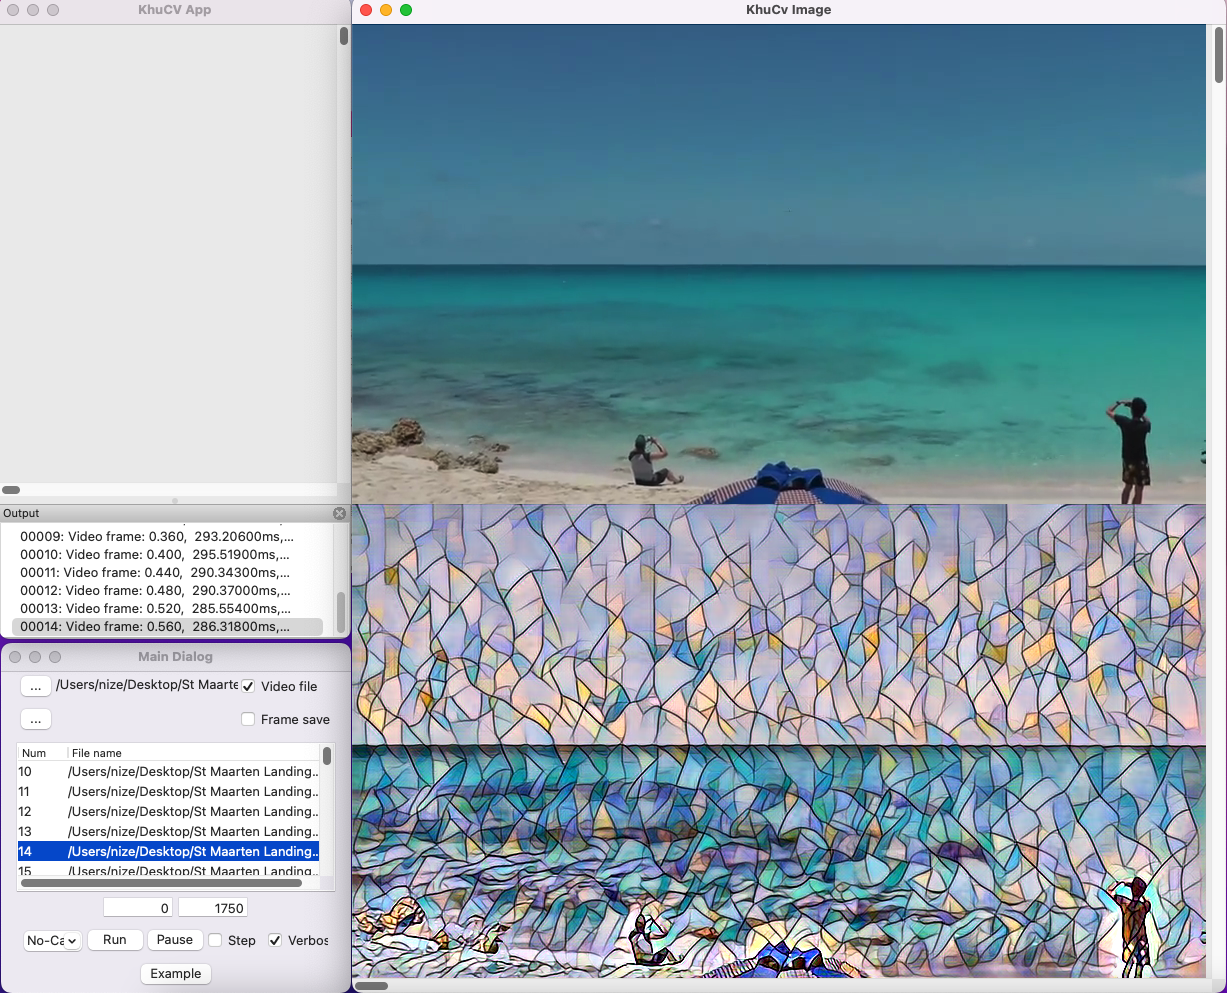 KhuCV App
KhuCv Image
Output
00009: Video frame: 0.360, 293.20600ms,...
00010: Video frame: 0.400, 295.51900ms,...
00011: Video frame: 0.440, 290.34300ms,...
00012: Video frame: 0.480, 290.37000ms,...
00013: Video frame: 0.520, 285.55400ms,...
00014: Video frame: 0.560, 286.31800ms,...
Main Dialog
... /Users/nize/Desktop/St Maarte Video file
... Frame save
Num File name
10 /Users/nize/Desktop/St Maarten Landing..
11 /Users/nize/Desktop/St Maarten Landing..
12 /Users/nize/Desktop/St Maarten Landing..
13 /Users/nize/Desktop/St Maarten Landing..
14 /Users/nize/Desktop/St Maarten Landing..
15 /Users/nize/Desktop/St Maarten Landing..
0 1750
No-Ca Run Pause Step Verbos
Example